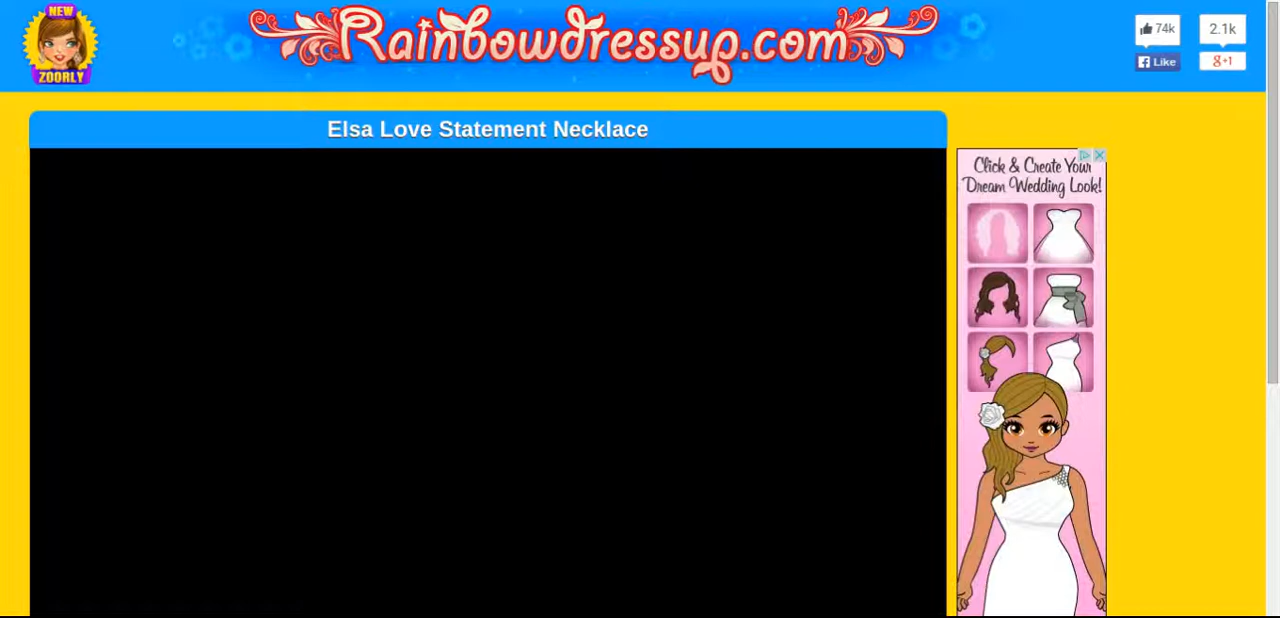 NEW
ZOORLY
Rainbowdressup.com
74k
Like
2.1k
g+1
Elsa Love Statement Necklace
Click & Create Your
Dream Wedding Look!